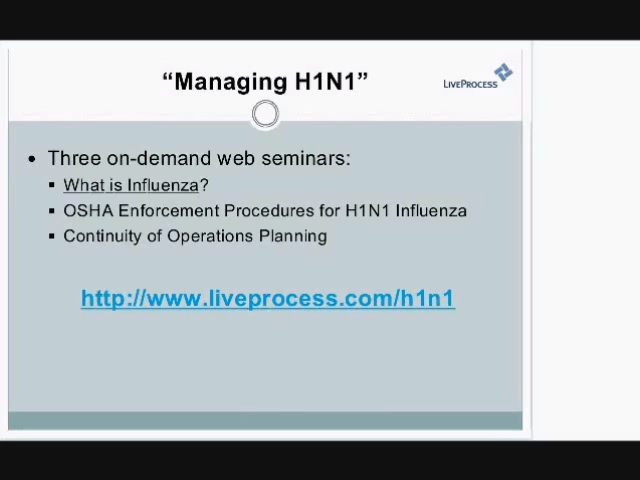 “Managing H1N1”
LIVEPROCESS
• Three on-demand web seminars:
▪ What is Influenza?
▪ OSHA Enforcement Procedures for H1N1 Influenza
▪ Continuity of Operations Planning
http://www.liveprocess.com/h1n1